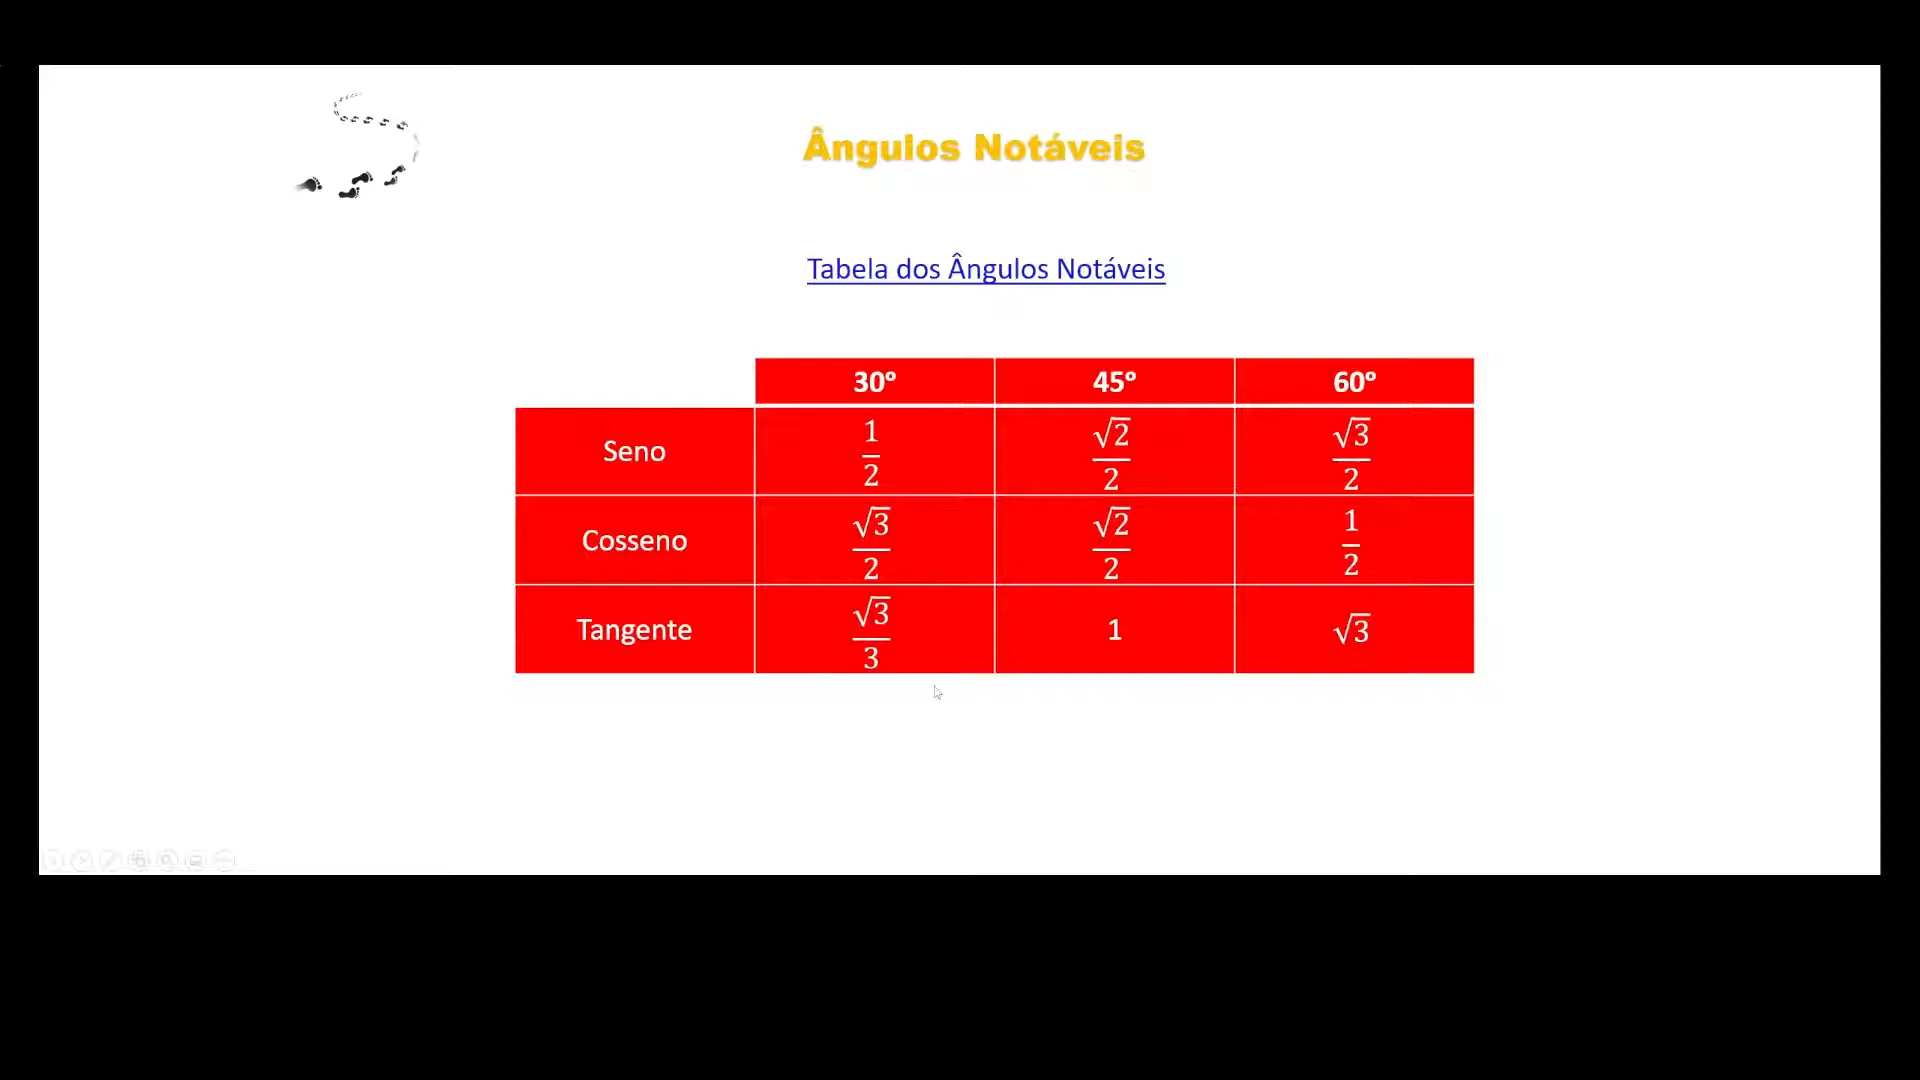 Ângulos Notáveis
Tabela dos Ângulos Notáveis
30º 45º 60º
Seno 1/2 √2/2 √3/2
Cosseno √3/2 √2/2 1/2
Tangente √3/3 1 √3